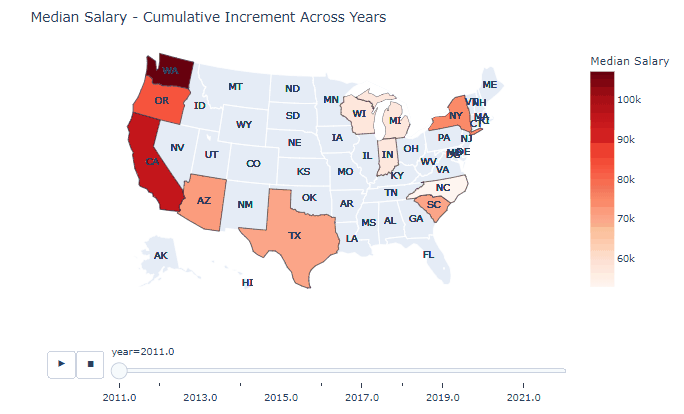 Median Salary - Cumulative Increment Across Years
Median Salary
100k
90k
80k
70k
60k
WA
OR
CA
ID
NV
AZ
MT
WY
UT
CO
NM
ND
SD
NE
KS
OK
TX
MN
IA
MO
AR
LA
WI
IL
MI
IN
OH
KY
TN
MS
AL
GA
FL
SC
NC
VA
WV
PA
NY
NJ
DE
CT
MA
NH
ME
AK
HI
▶
■
year=2011.0
2011.0
2013.0
2015.0
2017.0
2019.0
2021.0